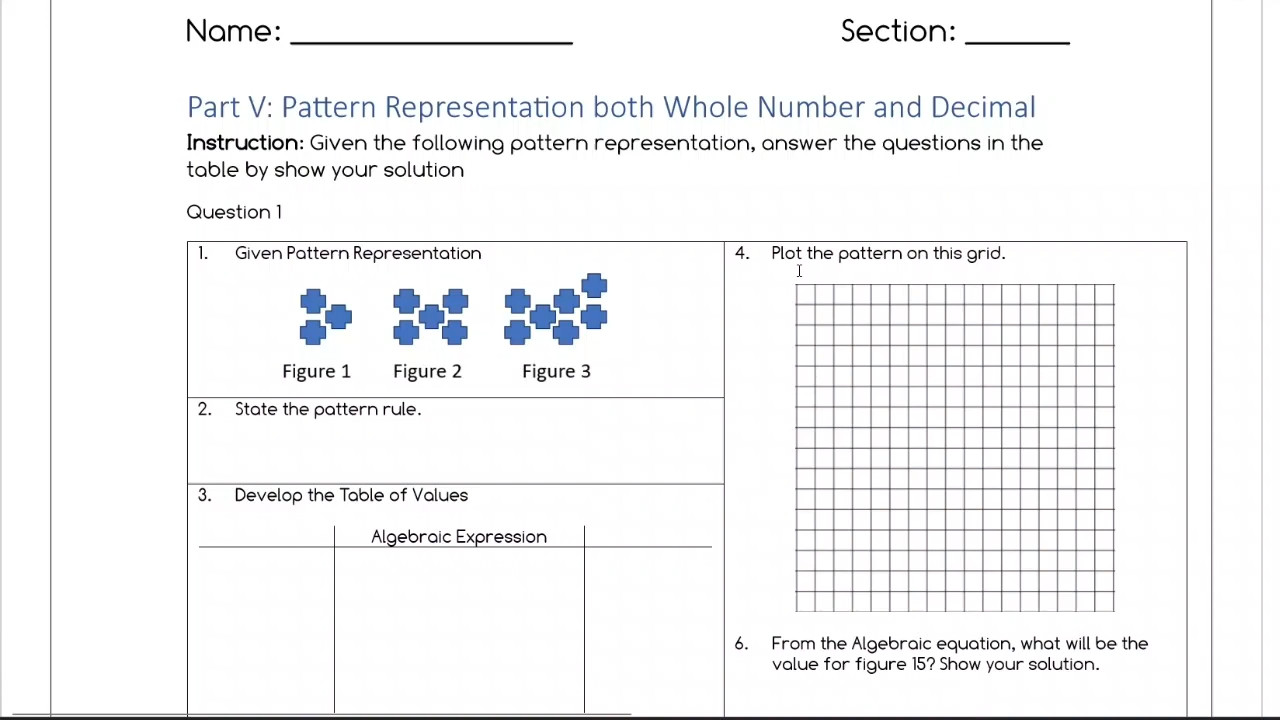 Name: ____________________ Section: _______
Part V: Pattern Representation both Whole Number and Decimal
Instruction: Given the following pattern representation, answer the questions in the
table by show your solution
Question 1
1. Given Pattern Representation
Figure 1 Figure 2 Figure 3
2. State the pattern rule.
3. Develop the Table of Values
Algebraic Expression
4. Plot the pattern on this grid.
6. From the Algebraic equation, what will be the
value for figure 15? Show your solution.